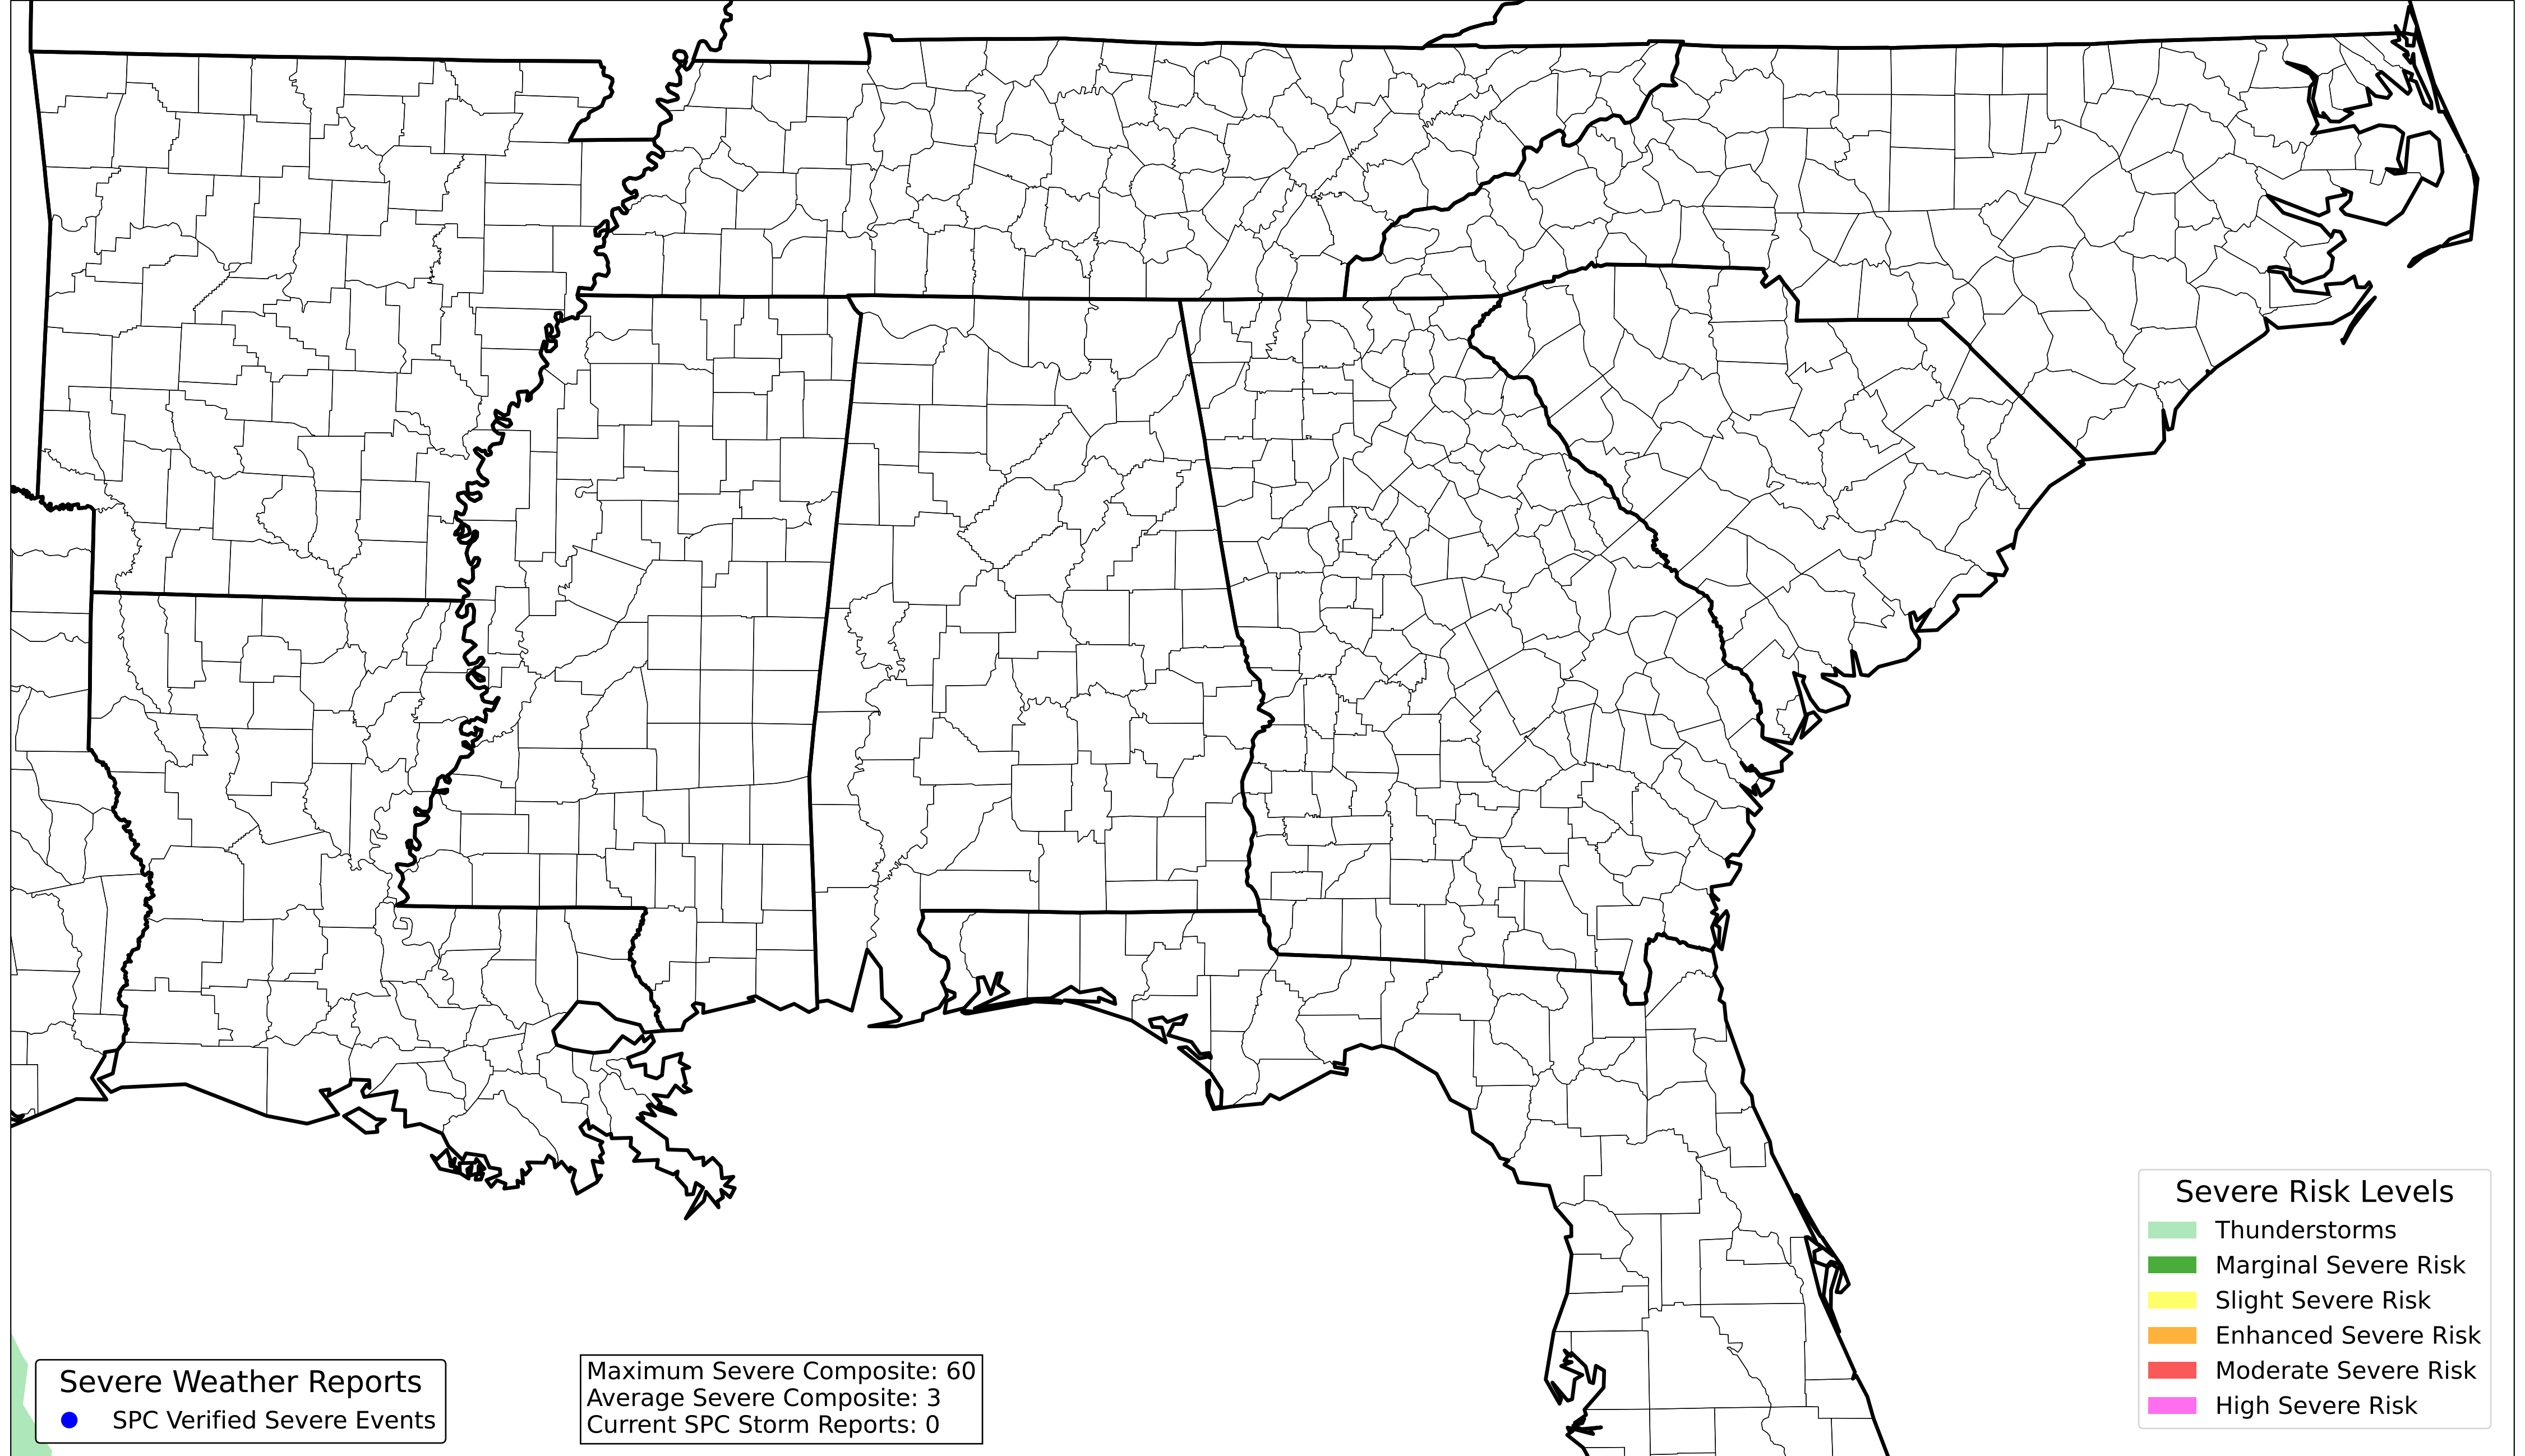 Severe Weather Reports
SPC Verified Severe Events
Maximum Severe Composite: 60
Average Severe Composite: 3
Current SPC Storm Reports: 0
Severe Risk Levels
Thunderstorms
Marginal Severe Risk
Slight Severe Risk
Enhanced Severe Risk
Moderate Severe Risk
High Severe Risk